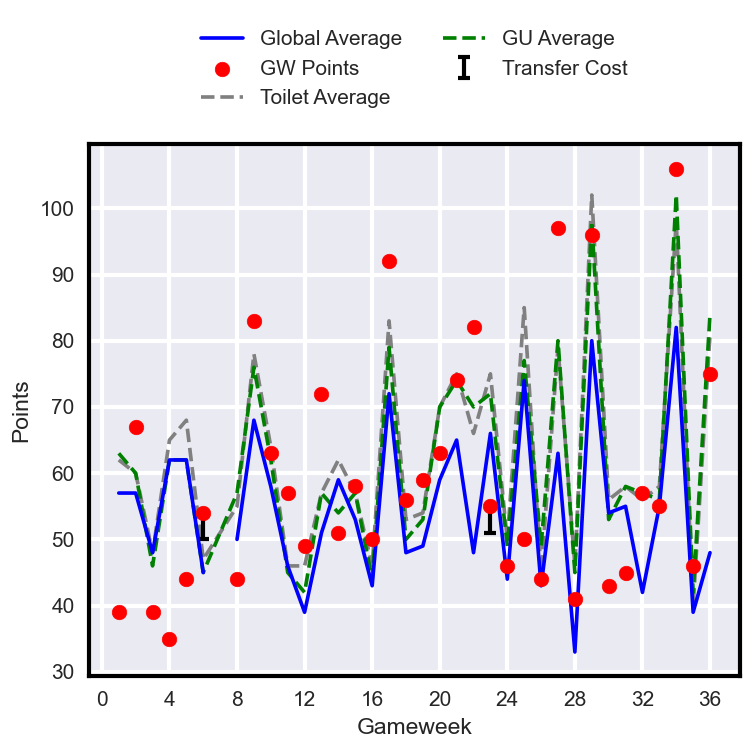 Global Average
GW Points
Toilet Average
GU Average
Transfer Cost
Points
100
90
80
70
60
50
40
30
0 4 8 12 16 20 24 28 32 36
Gameweek